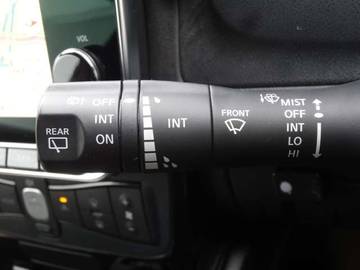 VOL
REAR
OFF
INT
ON
INT
FRONT
MIST
OFF
INT
LO
HI